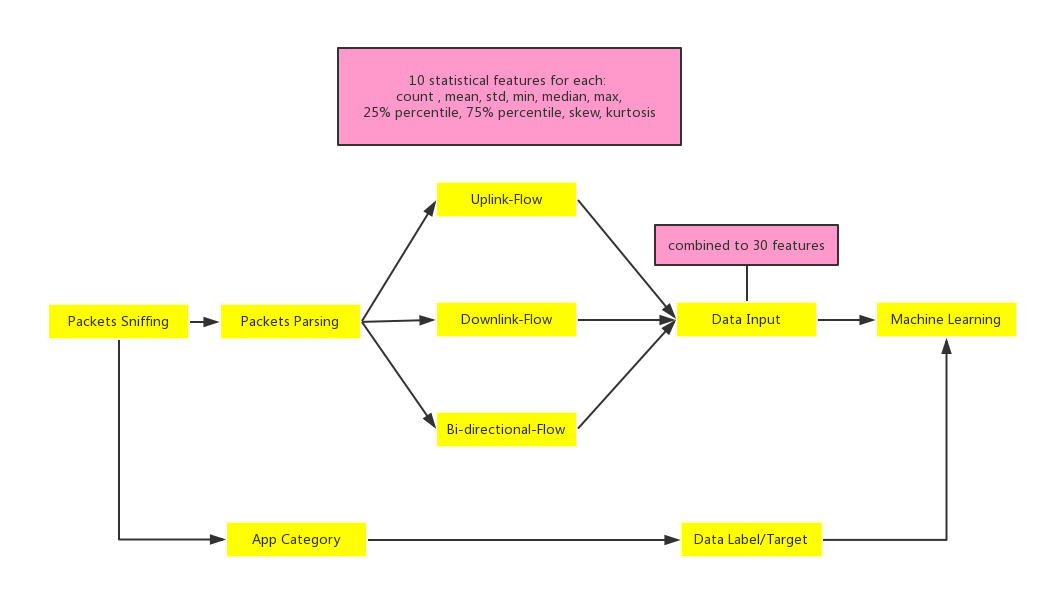 10 statistical features for each:
count , mean, std, min, median, max,
25% percentile, 75% percentile, skew, kurtosis
Uplink-Flow
combined to 30 features
Packets Sniffing
Packets Parsing
Downlink-Flow
Data Input
Machine Learning
Bi-directional-Flow
App Category
Data Label/Target